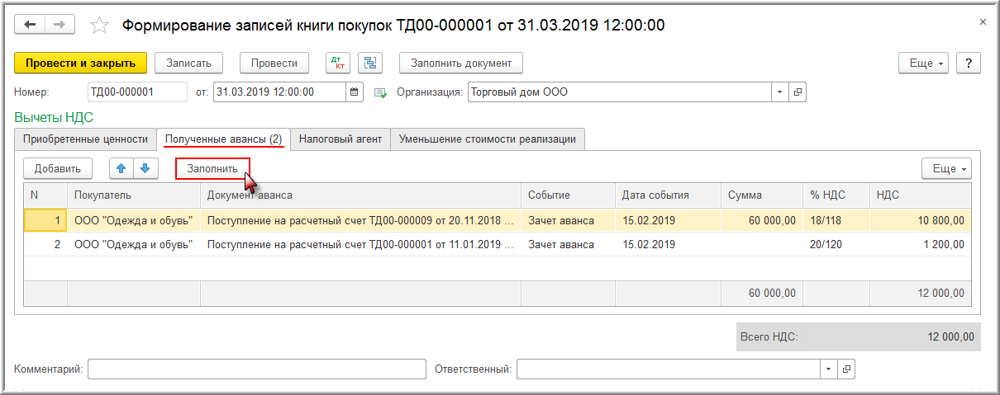 Формирование записей книги покупок ТД00-000001 от 31.03.2019 12:00:00
Провести и закрыть Записать Провести Дт Кт Заполнить документ Еще ?
Номер: ТД00-000001 от: 31.03.2019 12:00:00 Организация: Торговый дом ООО
Вычеты НДС
Приобретенные ценности Полученные авансы (2) Налоговый агент Уменьшение стоимости реализации
Добавить Заполнить Еще
N Покупатель Документ аванса Событие Дата события Сумма % НДС НДС
1 ООО "Одежда и обувь" Поступление на расчетный счет ТД00-000009 от 20.11.2018 ... Зачет аванса 15.02.2019 60 000,00 18/118 10 800,00
2 ООО "Одежда и обувь" Поступление на расчетный счет ТД00-000001 от 11.01.2019 ... Зачет аванса 15.02.2019 20/120 1 200,00
60 000,00 12 000,00
Всего НДС: 12 000,00
Комментарий: Ответственный: